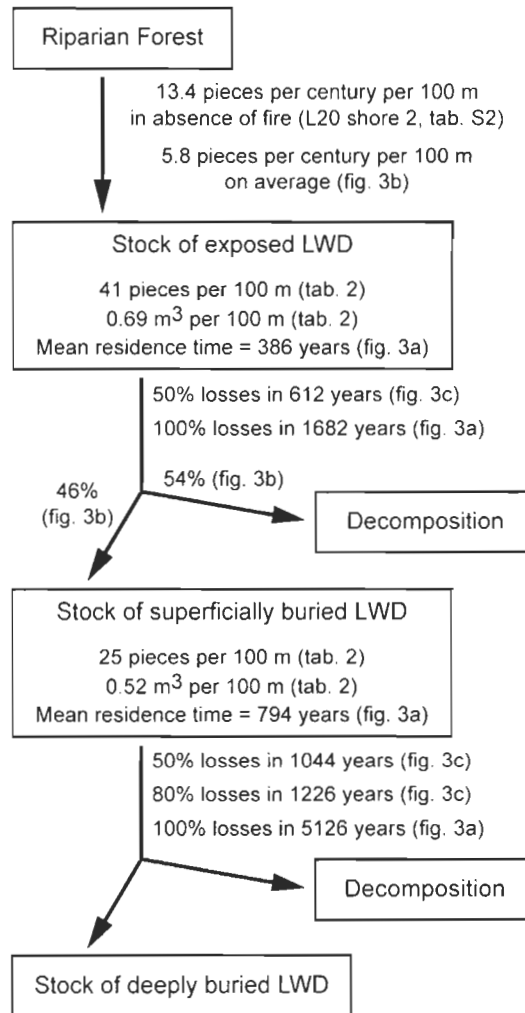 Riparian Forest
13.4 pieces per century per 100 m
in absence of fire (L20 shore 2, tab. S2)
5.8 pieces per century per 100 m
on average (fig. 3b)
Stock of exposed LWD
41 pieces per 100 m (tab. 2)
0.69 m³ per 100 m (tab. 2)
Mean residence time = 386 years (fig. 3a)
50% losses in 612 years (fig. 3c)
100% losses in 1682 years (fig. 3a)
46%
(fig. 3b)
54% (fig. 3b)
Decomposition
Stock of superficially buried LWD
25 pieces per 100 m (tab. 2)
0.52 m³ per 100 m (tab. 2)
Mean residence time = 794 years (fig. 3a)
50% losses in 1044 years (fig. 3c)
80% losses in 1226 years (fig. 3c)
100% losses in 5126 years (fig. 3a)
Decomposition
Stock of deeply buried LWD